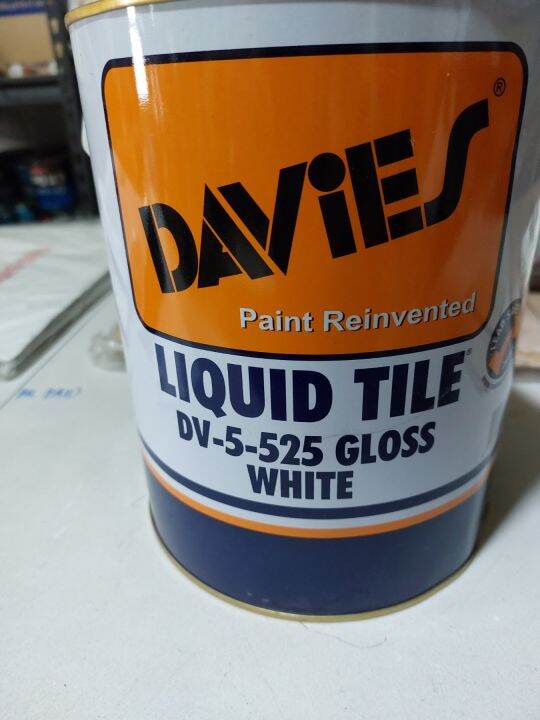 DAViES®
Paint Reinvented
LIQUID TILE®
DV-5-525 GLOSS
WHITE